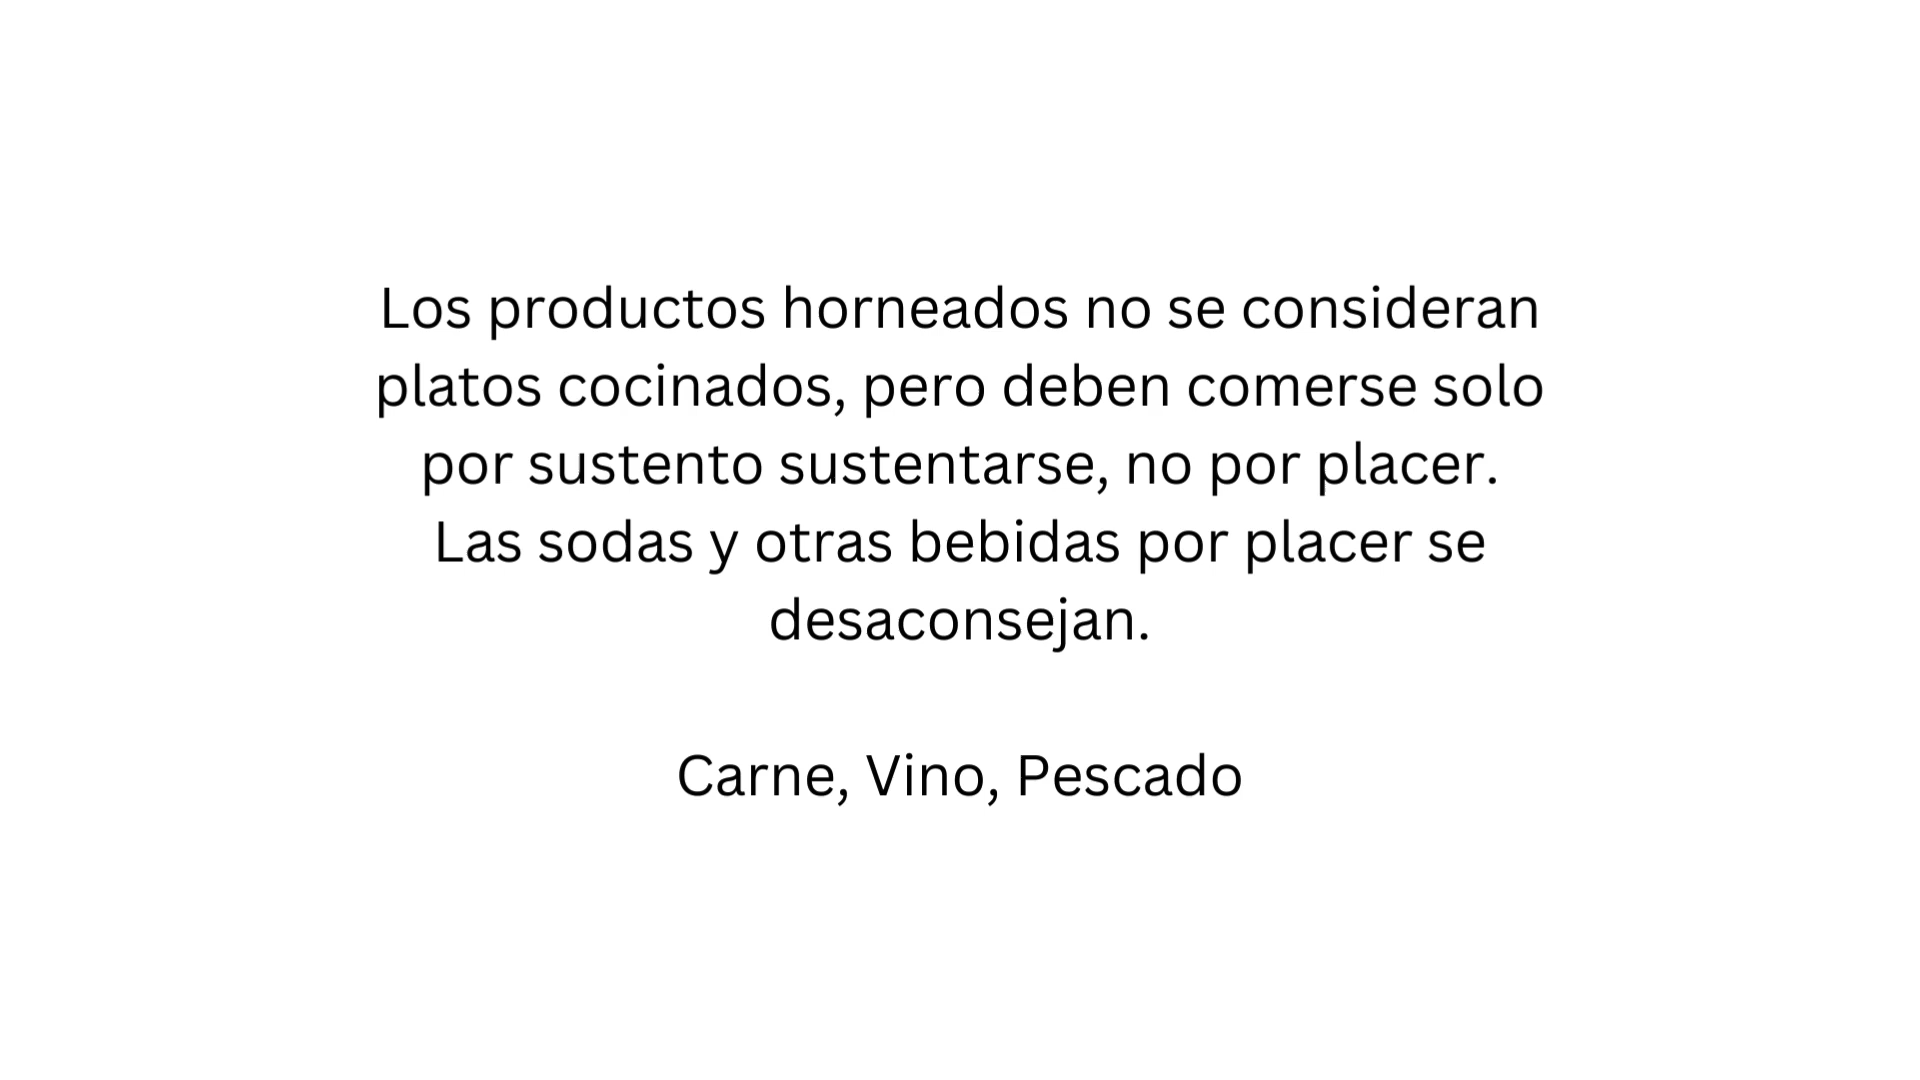 Los productos horneados no se consideran
platos cocinados, pero deben comerse solo
por sustento sustentarse, no por placer.
Las sodas y otras bebidas por placer se
desaconsejan.
Carne, Vino, Pescado